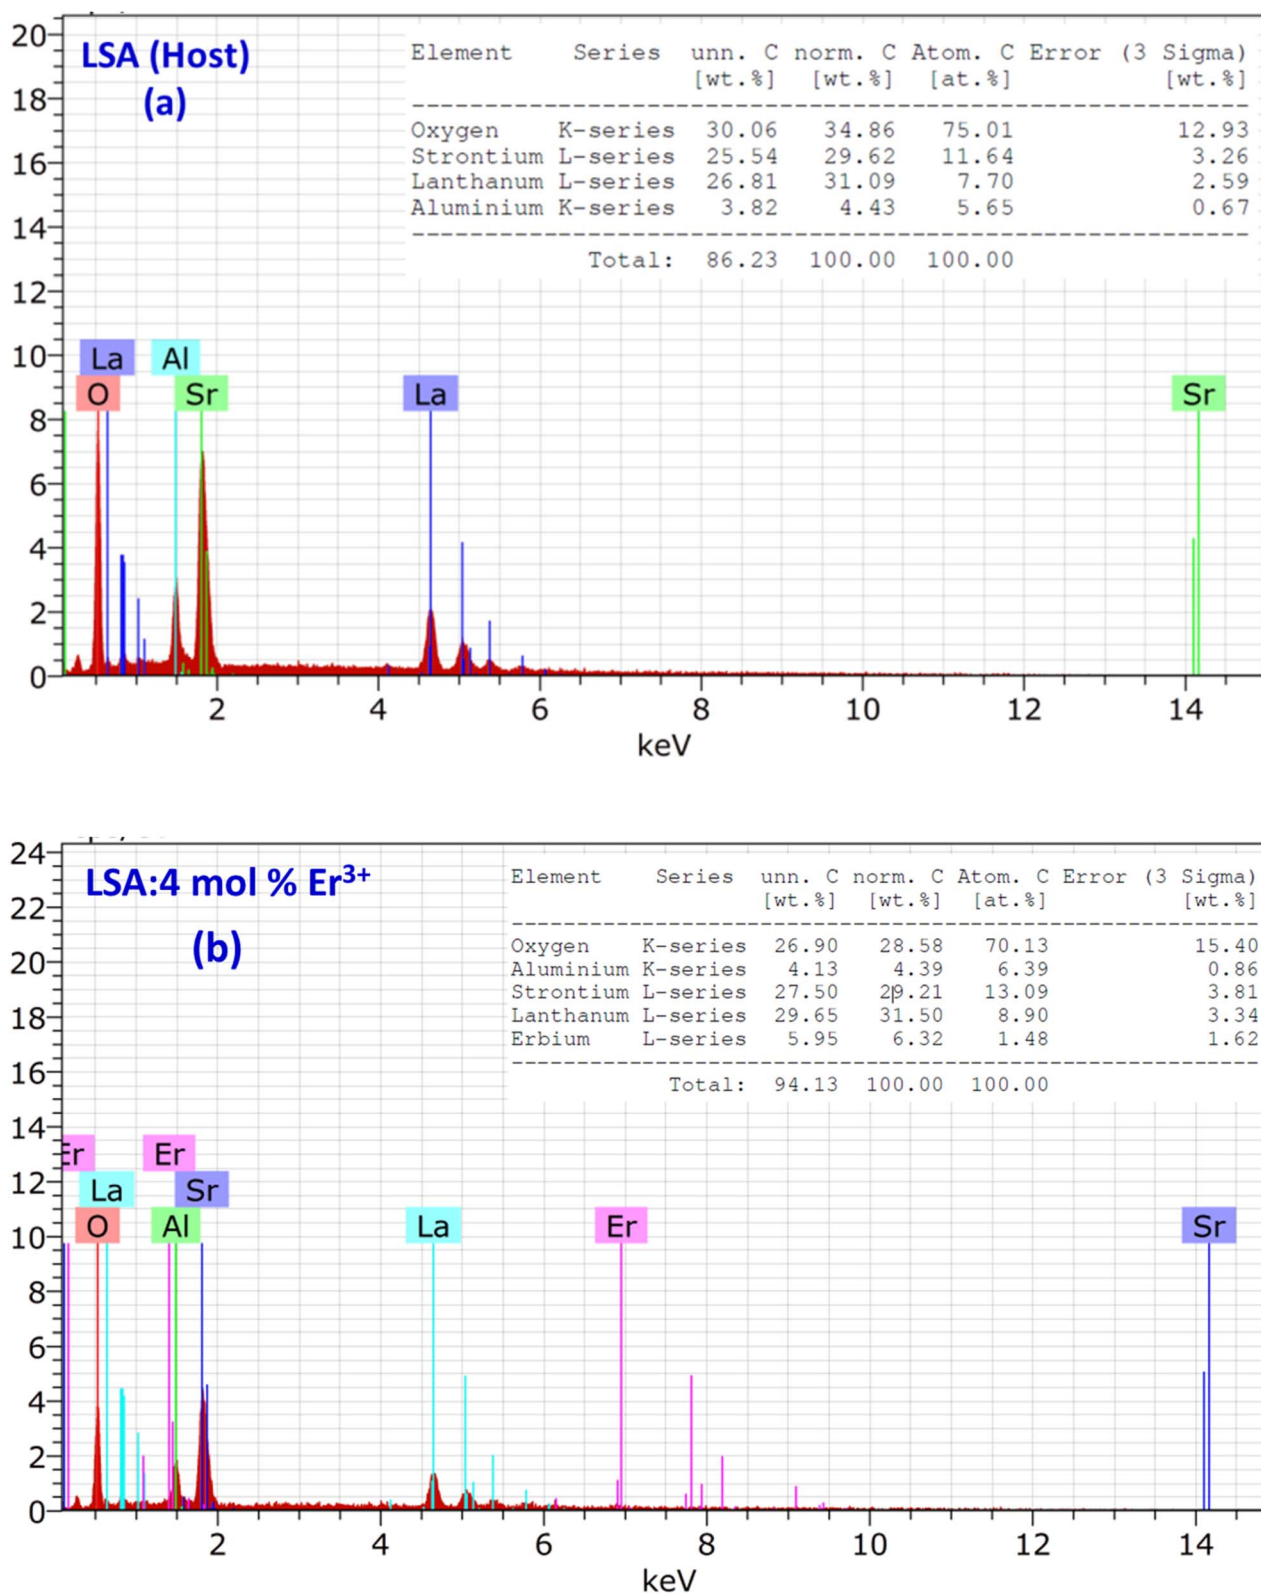 20
18
16
14
12
10
8
6
4
2
0
LSA (Host)
(a)
Element Series unn. C norm. C Atom. C Error (3 Sigma)
[wt.%] [wt.%] [at.%] [wt.%]
Oxygen K-series 30.06 34.86 75.01 12.93
Strontium L-series 25.54 29.62 11.64 3.26
Lanthanum L-series 26.81 31.09 7.70 2.59
Aluminium K-series 3.82 4.43 5.65 0.67
Total: 86.23 100.00 100.00
La Al
O Sr La Sr
2 4 6 8 10 12 14
keV
24
22
20
18
16
14
12
10
8
6
4
2
0
LSA:4 mol % Er³⁺
(b)
Element Series unn. C norm. C Atom. C Error (3 Sigma)
[wt.%] [wt.%] [at.%] [wt.%]
Oxygen K-series 26.90 28.58 70.13 15.40
Aluminium K-series 4.13 4.39 6.39 0.86
Strontium L-series 27.50 29.21 13.09 3.81
Lanthanum L-series 29.65 31.50 8.90 3.34
Erbium L-series 5.95 6.32 1.48 1.62
Total: 94.13 100.00 100.00
Er Er
La Sr
O Al La Er Sr
2 4 6 8 10 12 14
keV